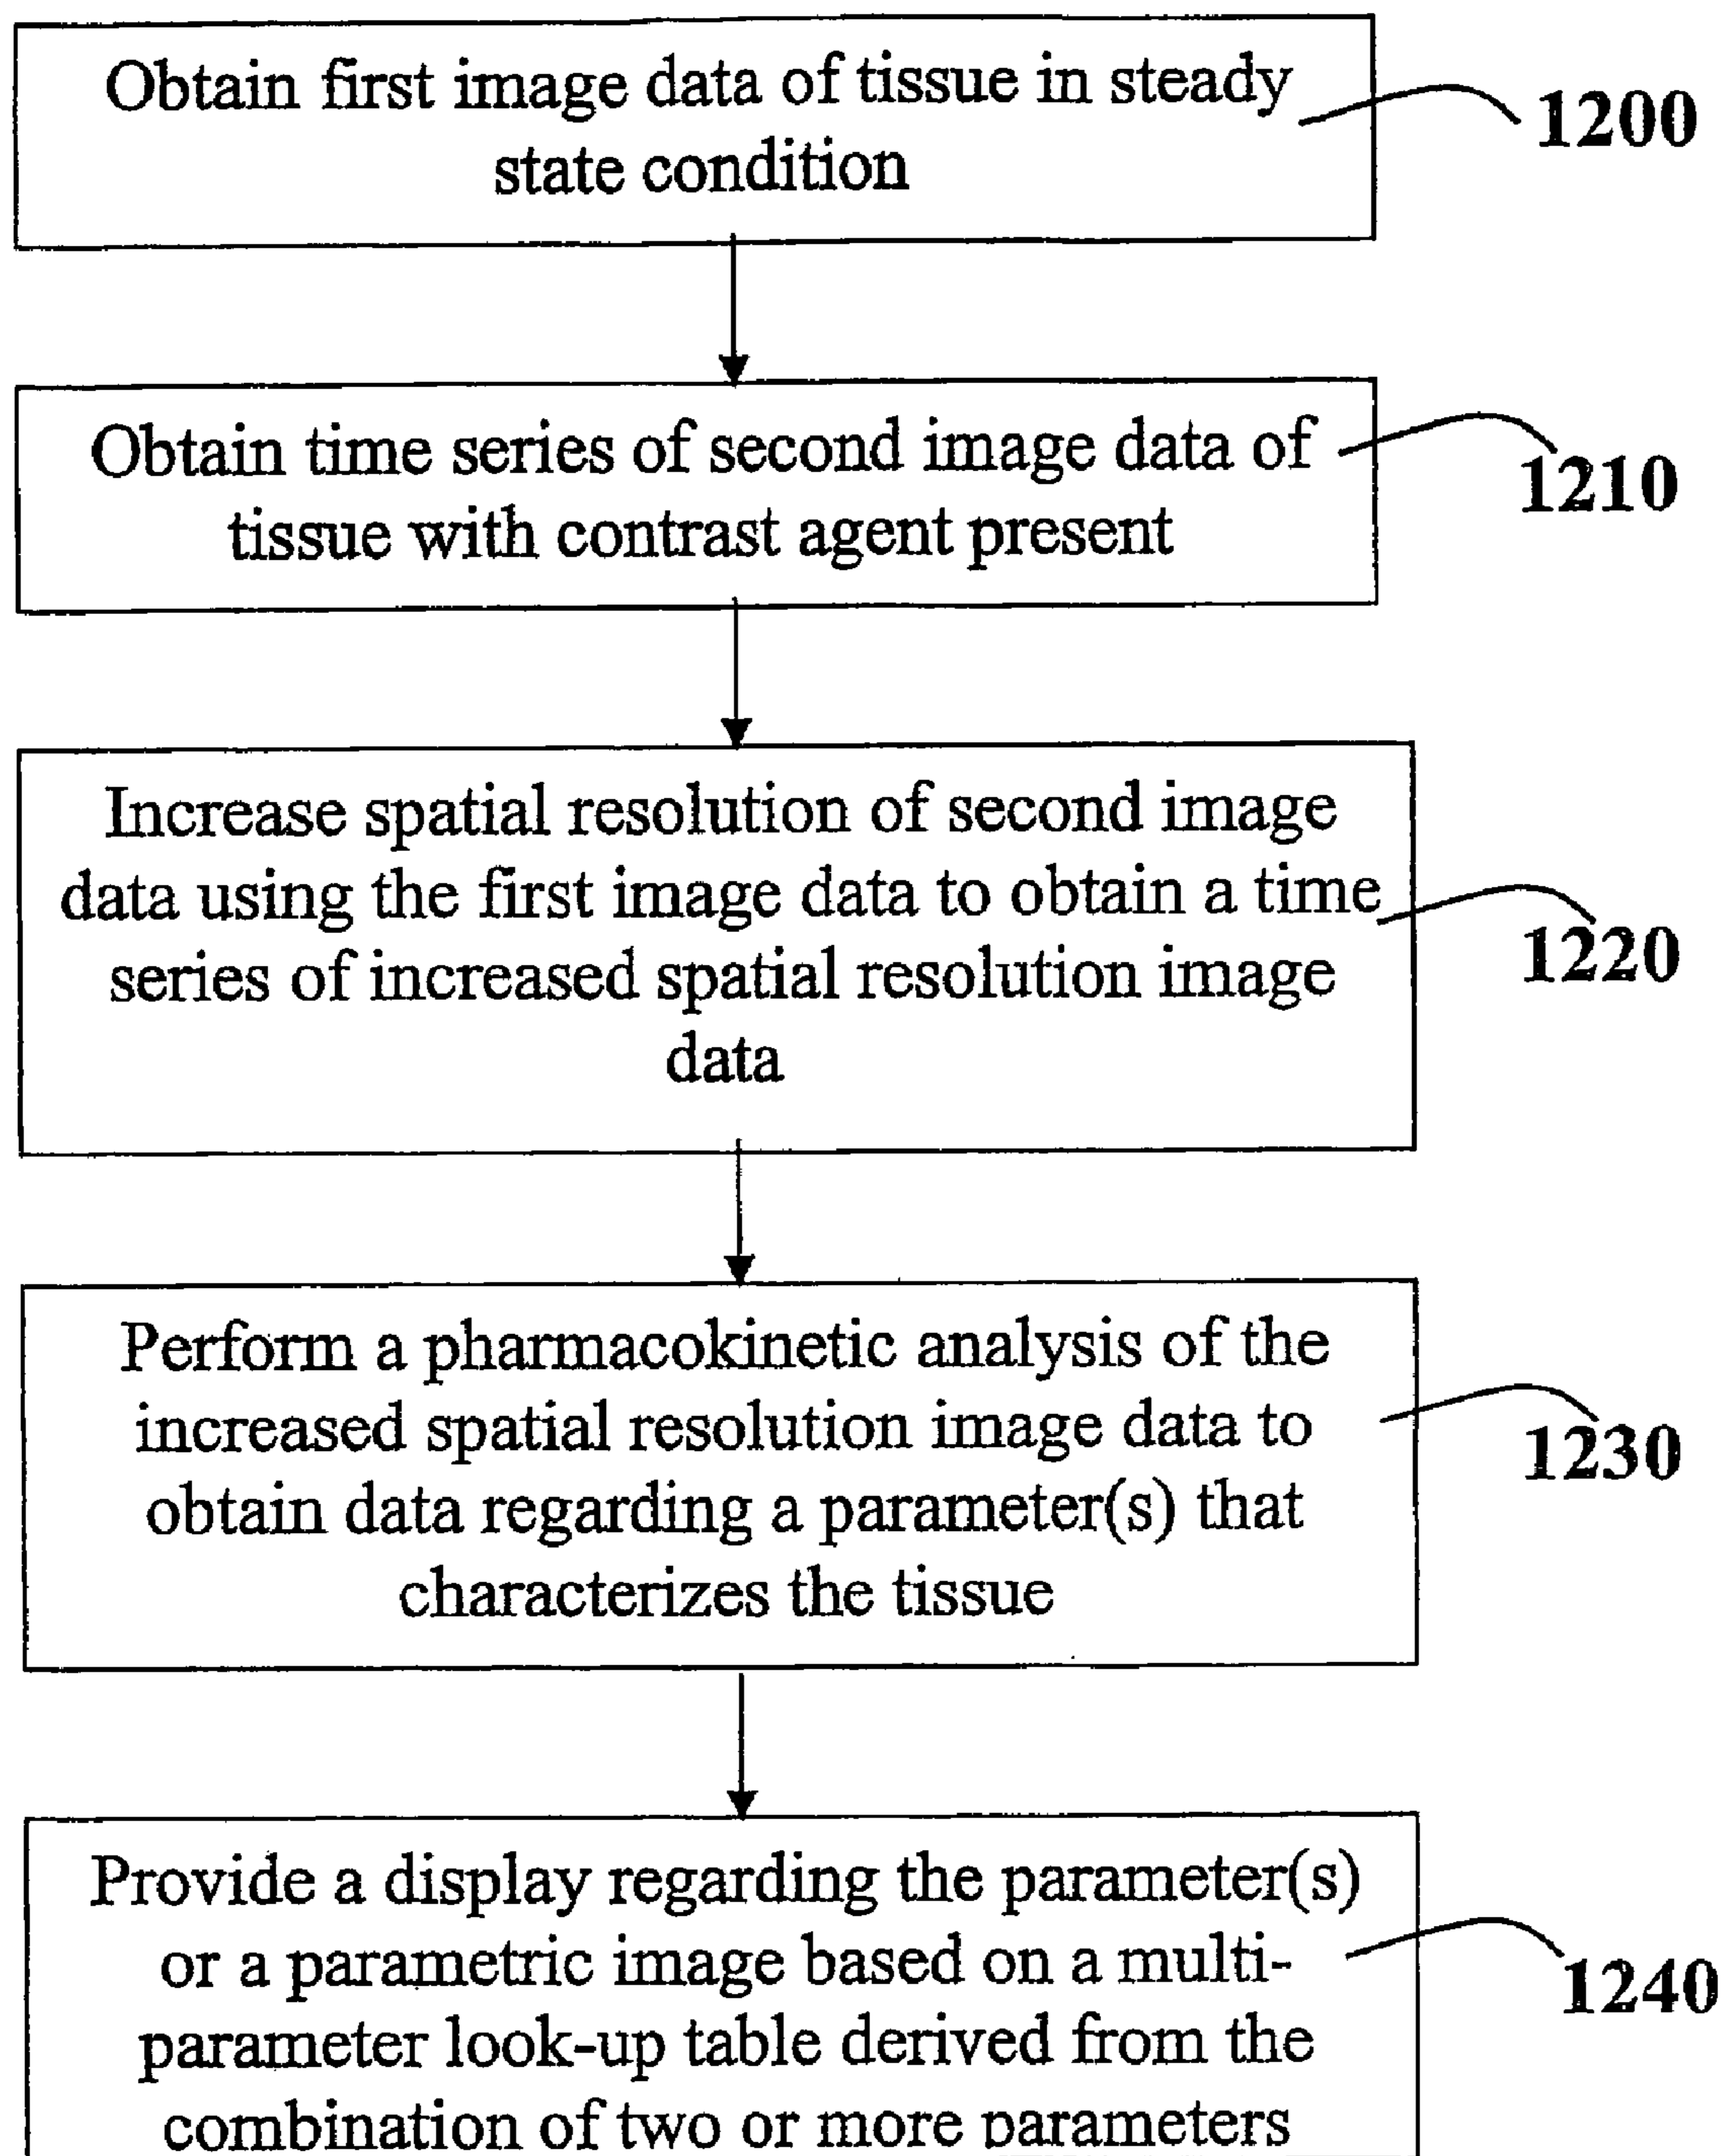 Obtain first image data of tissue in steady
state condition
1200
Obtain time series of second image data of
tissue with contrast agent present
1210
Increase spatial resolution of second image
data using the first image data to obtain a time
series of increased spatial resolution image
data
1220
Perform a pharmacokinetic analysis of the
increased spatial resolution image data to
obtain data regarding a parameter(s) that
characterizes the tissue
1230
Provide a display regarding the parameter(s)
or a parametric image based on a multi-
parameter look-up table derived from the
combination of two or more parameters
1240